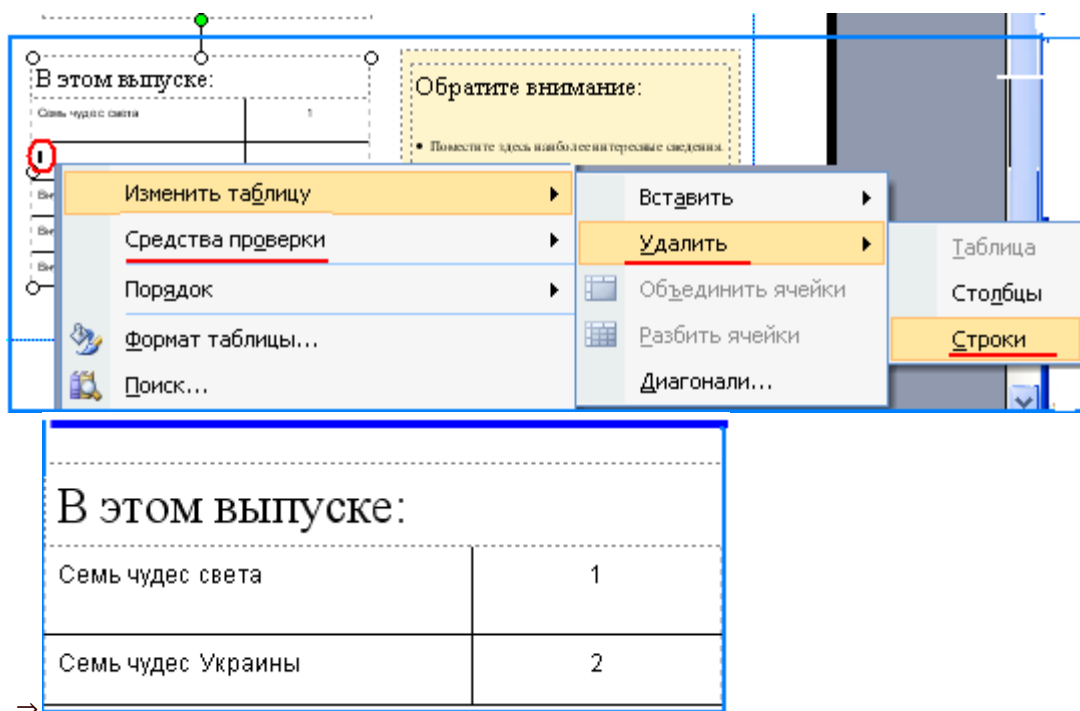 В этом выпуске:
Обратите внимание:
Семь чудес света 1
• Поместите здесь наиболее интересные сведения.
Изменить таблицу
Вставить
Средства проверки
Удалить
Таблица
Порядок
Объединить ячейки
Столбцы
Формат таблицы...
Разбить ячейки
Строки
Поиск...
Диагонали...
В этом выпуске:
Семь чудес света 1
Семь чудес Украины 2
⇒